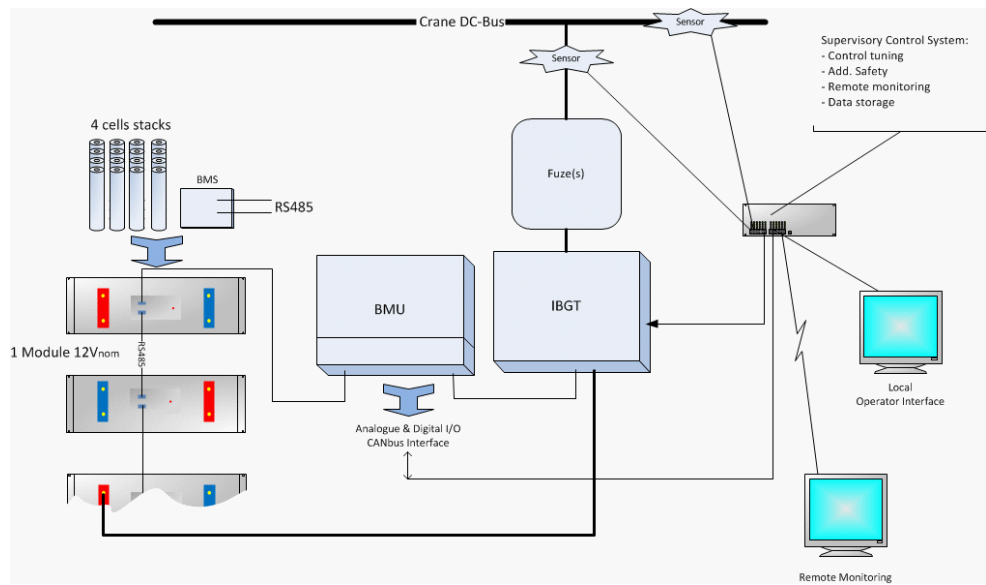 Crane DC-Bus
Sensor
Sensor
Supervisory Control System:
- Control tuning
- Add. Safety
- Remote monitoring
- Data storage
4 cells stacks
BMS
RS485
Fuze(s)
BMU
IBGT
RS485
1 Module 12Vnom
Analogue & Digital I/O
CANbus Interface
Local
Operator Interface
Remote Monitoring